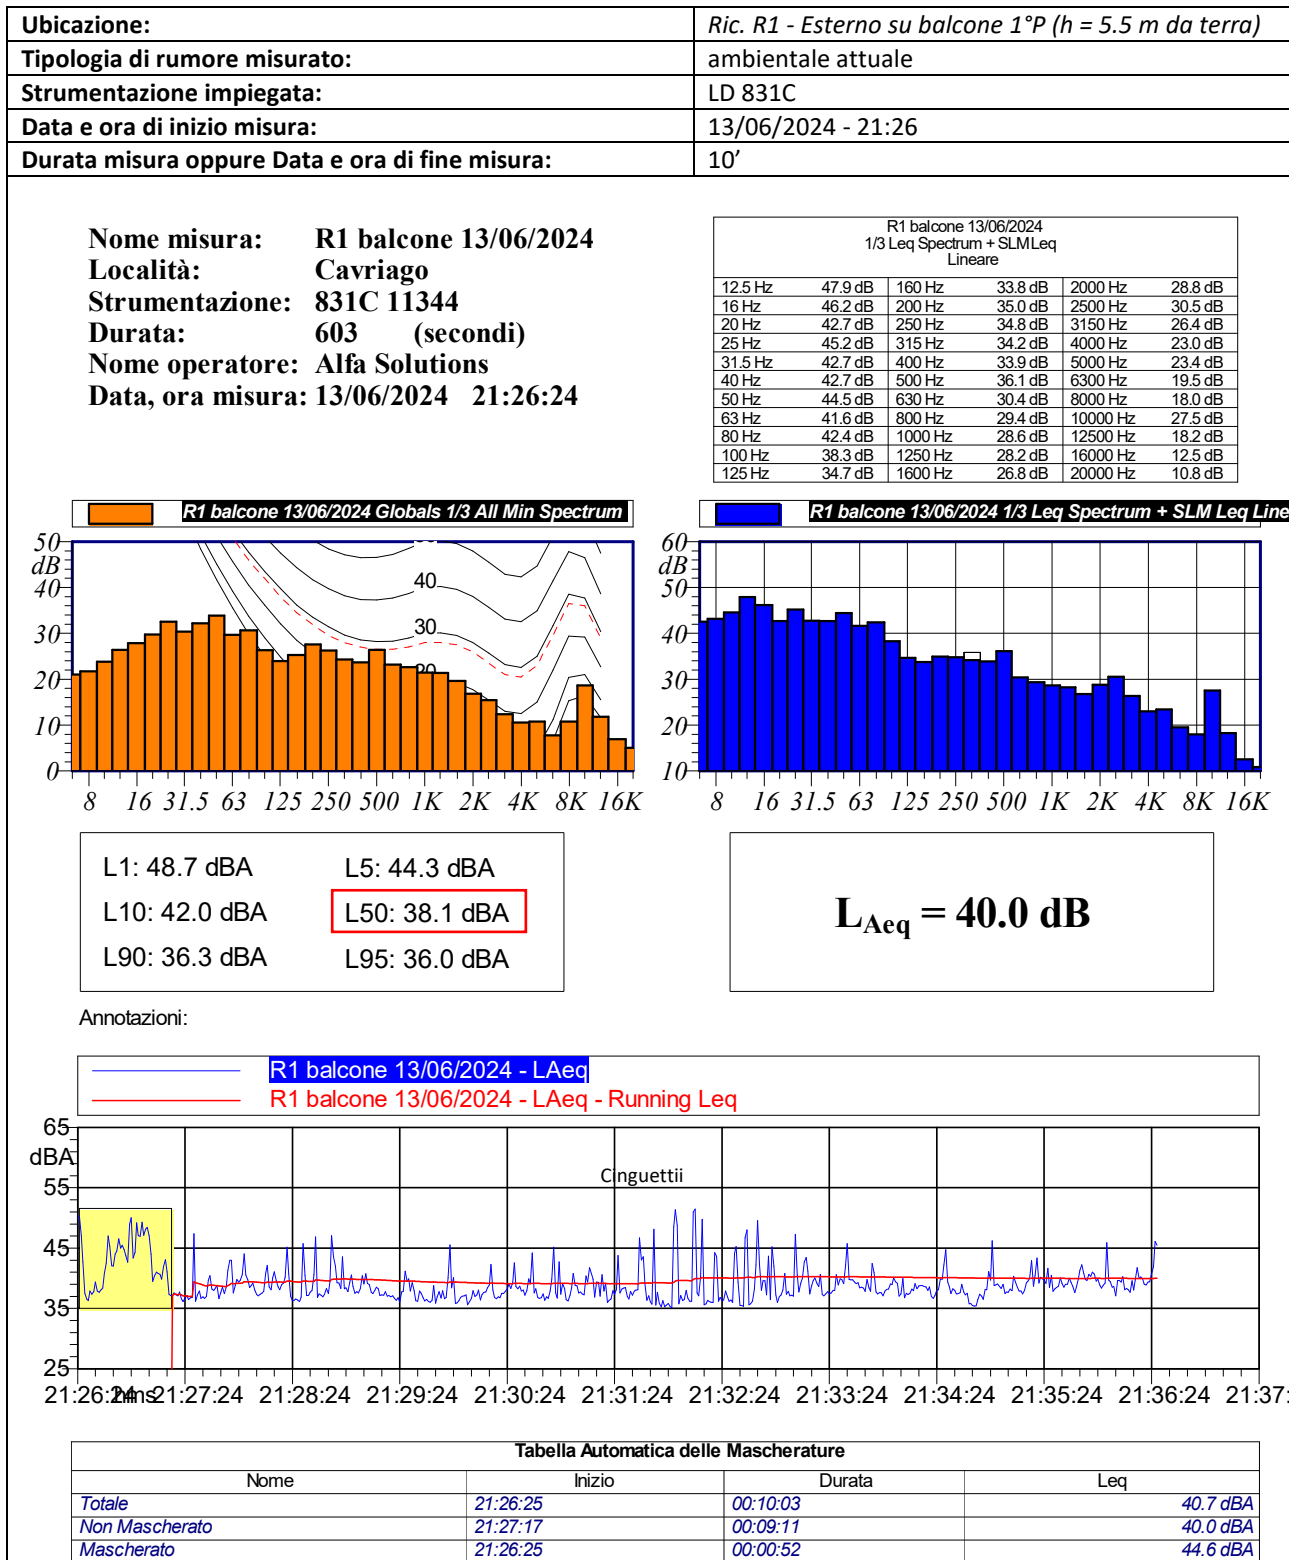 Ubicazione: Ric. R1 - Esterno su balcone 1°P (h = 5.5 m da terra)
Tipologia di rumore misurato: ambientale attuale
Strumentazione impiegata: LD 831C
Data e ora di inizio misura: 13/06/2024 - 21:26
Durata misura oppure Data e ora di fine misura: 10'
Nome misura: R1 balcone 13/06/2024
Località: Cavriago
Strumentazione: 831C 11344
Durata: 603 (secondi)
Nome operatore: Alfa Solutions
Data, ora misura: 13/06/2024 21:26:24
R1 balcone 13/06/2024
1/3 Leq Spectrum + SLM Leq
Lineare
12.5 Hz 47.9 dB 160 Hz 33.8 dB 2000 Hz 28.8 dB
16 Hz 46.2 dB 200 Hz 35.0 dB 2500 Hz 30.5 dB
20 Hz 42.7 dB 250 Hz 34.8 dB 3150 Hz 26.4 dB
25 Hz 45.2 dB 315 Hz 34.2 dB 4000 Hz 23.0 dB
31.5 Hz 42.7 dB 400 Hz 33.9 dB 5000 Hz 23.4 dB
40 Hz 42.7 dB 500 Hz 36.1 dB 6300 Hz 19.5 dB
50 Hz 44.5 dB 630 Hz 30.4 dB 8000 Hz 18.0 dB
63 Hz 41.6 dB 800 Hz 29.4 dB 10000 Hz 27.5 dB
80 Hz 42.4 dB 1000 Hz 28.6 dB 12500 Hz 18.2 dB
100 Hz 38.3 dB 1250 Hz 28.2 dB 16000 Hz 12.5 dB
125 Hz 34.7 dB 1600 Hz 26.8 dB 20000 Hz 10.8 dB
R1 balcone 13/06/2024 Globals 1/3 All Min Spectrum
50
dB
40
30
20
10
0
40
30
20
8 16 31.5 63 125 250 500 1K 2K 4K 8K 16K
R1 balcone 13/06/2024 1/3 Leq Spectrum + SLM Leq Line
60
dB
50
40
30
20
10
8 16 31.5 63 125 250 500 1K 2K 4K 8K 16K
L1: 48.7 dBA L5: 44.3 dBA
L10: 42.0 dBA L50: 38.1 dBA
L90: 36.3 dBA L95: 36.0 dBA
LAeq = 40.0 dB
Annotazioni:
R1 balcone 13/06/2024 - LAeq
R1 balcone 13/06/2024 - LAeq - Running Leq
65
dBA
55
45
35
25
Cinguettii
21:26:24 hms 21:27:24 21:28:24 21:29:24 21:30:24 21:31:24 21:32:24 21:33:24 21:34:24 21:35:24 21:36:24 21:37:
Tabella Automatica delle Mascherature
Nome Inizio Durata Leq
Totale 21:26:25 00:10:03 40.7 dBA
Non Mascherato 21:27:17 00:09:11 40.0 dBA
Mascherato 21:26:25 00:00:52 44.6 dBA